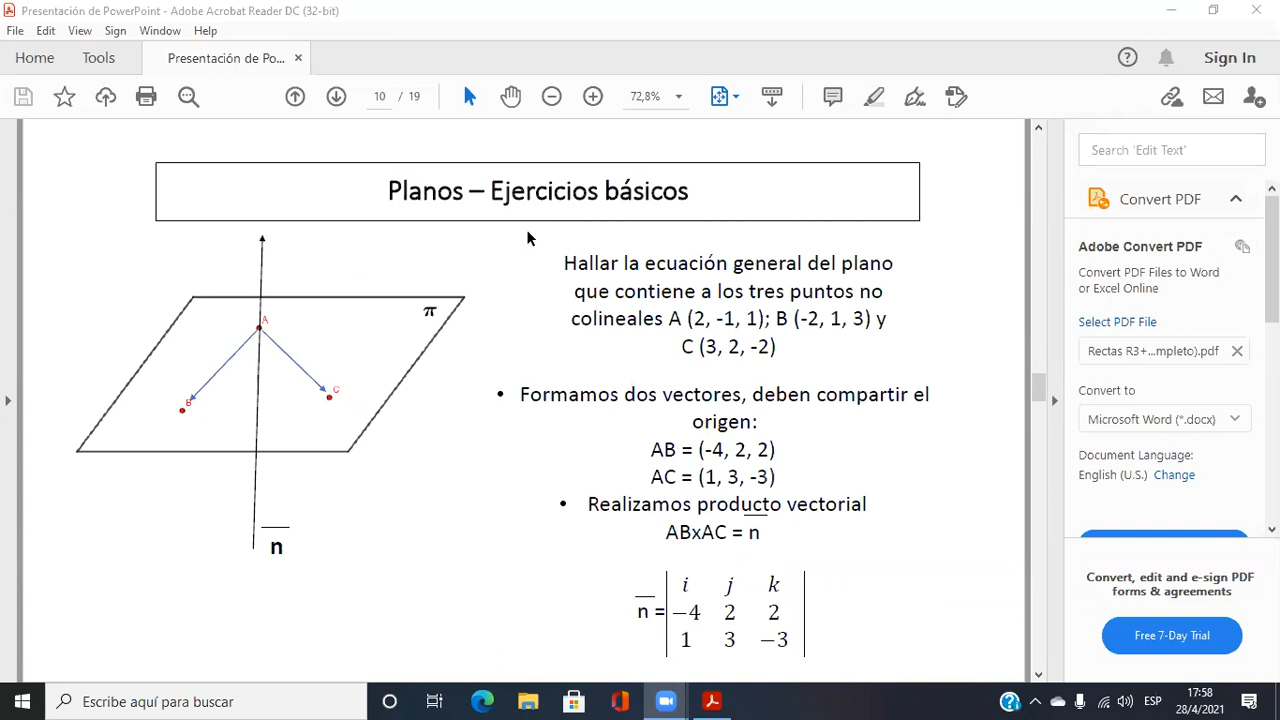 Presentación de PowerPoint - Adobe Acrobat Reader DC (32-bit)
File Edit View Sign Window Help
Home Tools Presentación de Po... × Sign In
10 / 19 72,8%
Planos – Ejercicios básicos
Hallar la ecuación general del plano
que contiene a los tres puntos no
colineales A (2, -1, 1); B (-2, 1, 3) y
C (3, 2, -2)
• Formamos dos vectores, deben compartir el
origen:
AB = (-4, 2, 2)
AC = (1, 3, -3)
• Realizamos producto vectorial
ABxAC = n
n =
i j k
−4 2 2
1 3 −3
π
A
B
C
n
Search 'Edit Text'
Convert PDF
Adobe Convert PDF
Convert PDF Files to Word
or Excel Online
Select PDF File
Rectas R3+...mpleto).pdf
Convert to
Microsoft Word (*.docx)
Document Language:
English (U.S.) Change
Convert, edit and e-sign PDF
forms & agreements
Free 7-Day Trial
Escribe aquí para buscar
ESP
17:58
28/4/2021